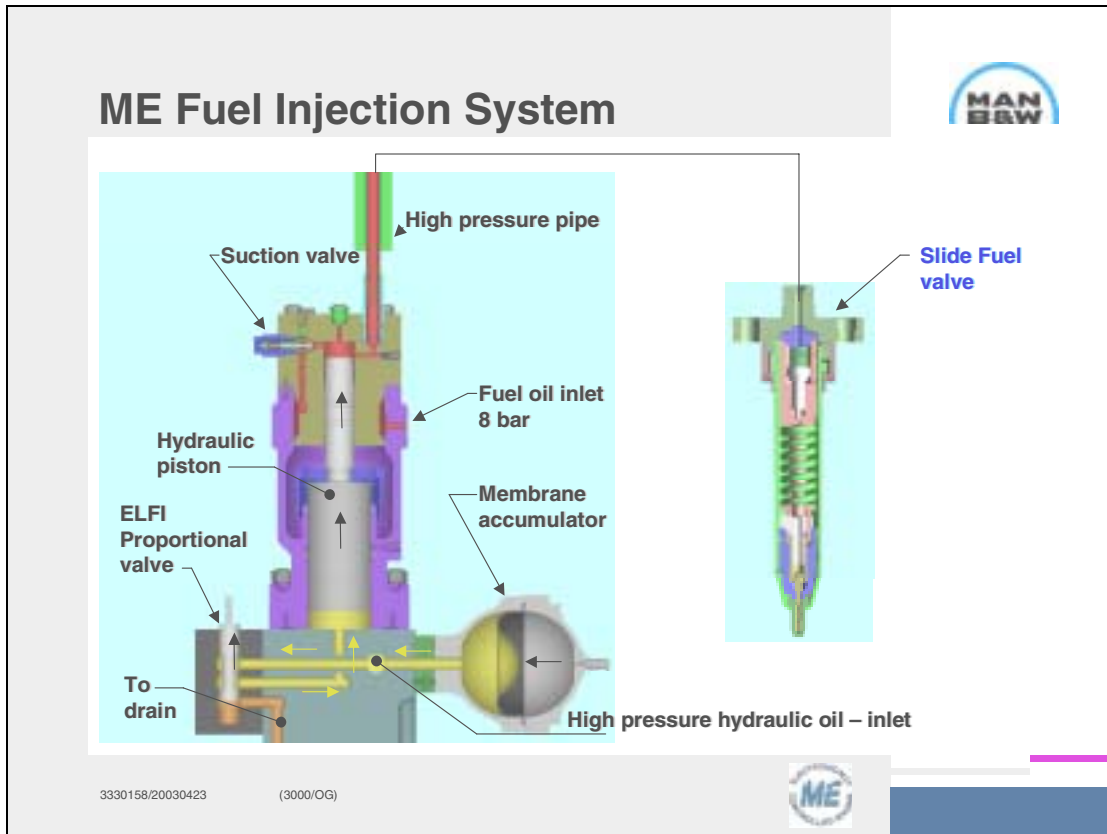 ME Fuel Injection System
MAN
B&W
High pressure pipe
Suction valve
Slide Fuel
valve
Fuel oil inlet
8 bar
Hydraulic
piston
Membrane
accumulator
ELFI
Proportional
valve
To
drain
High pressure hydraulic oil – inlet
3330158/20030423 (3000/OG)
ME